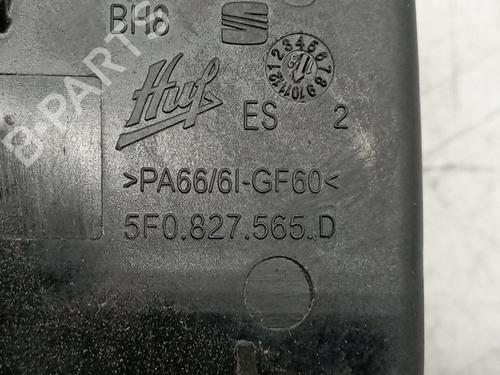 BH8
Huf
ES 2
>PA66/6I-GF60<
5F0.827.565.D
B-PARTS